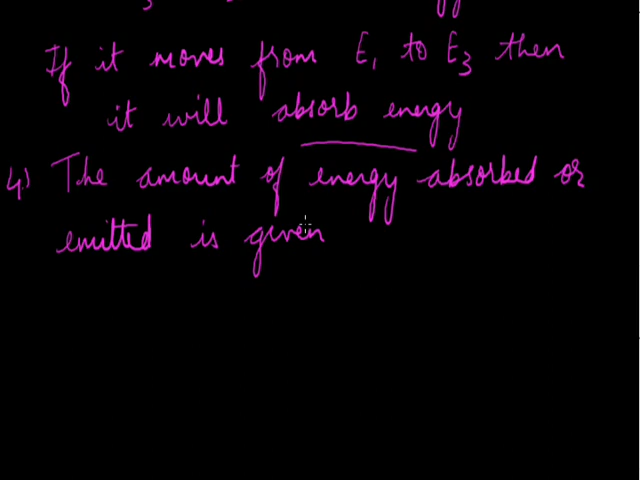 If it moves from E₁ to E₃ then
it will absorb energy
4.) The amount of energy absorbed or
emitted is given